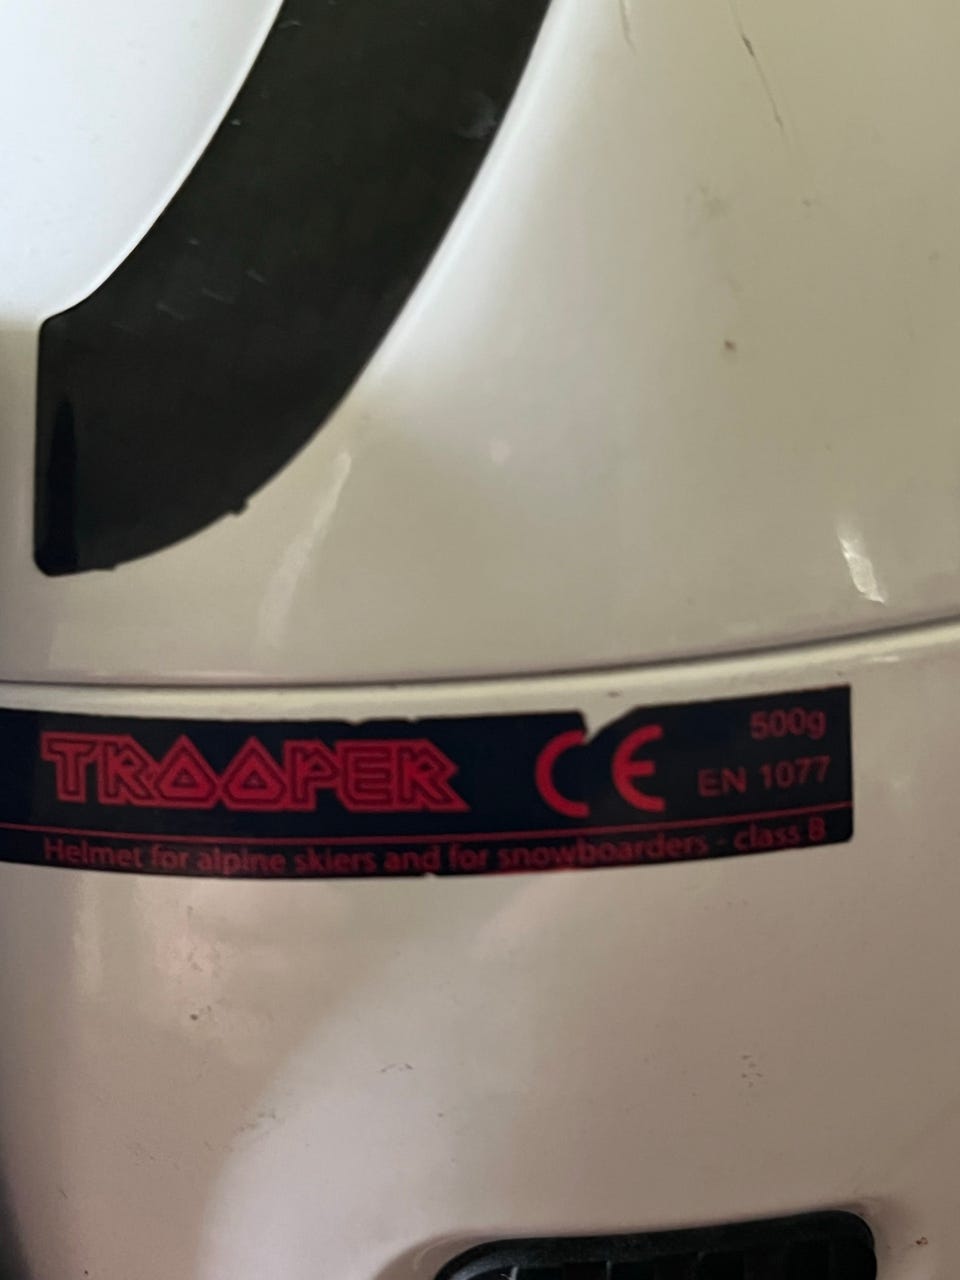 TROOPER CE 500g
EN 1077
Helmet for alpine skiers and for snowboarders - class B